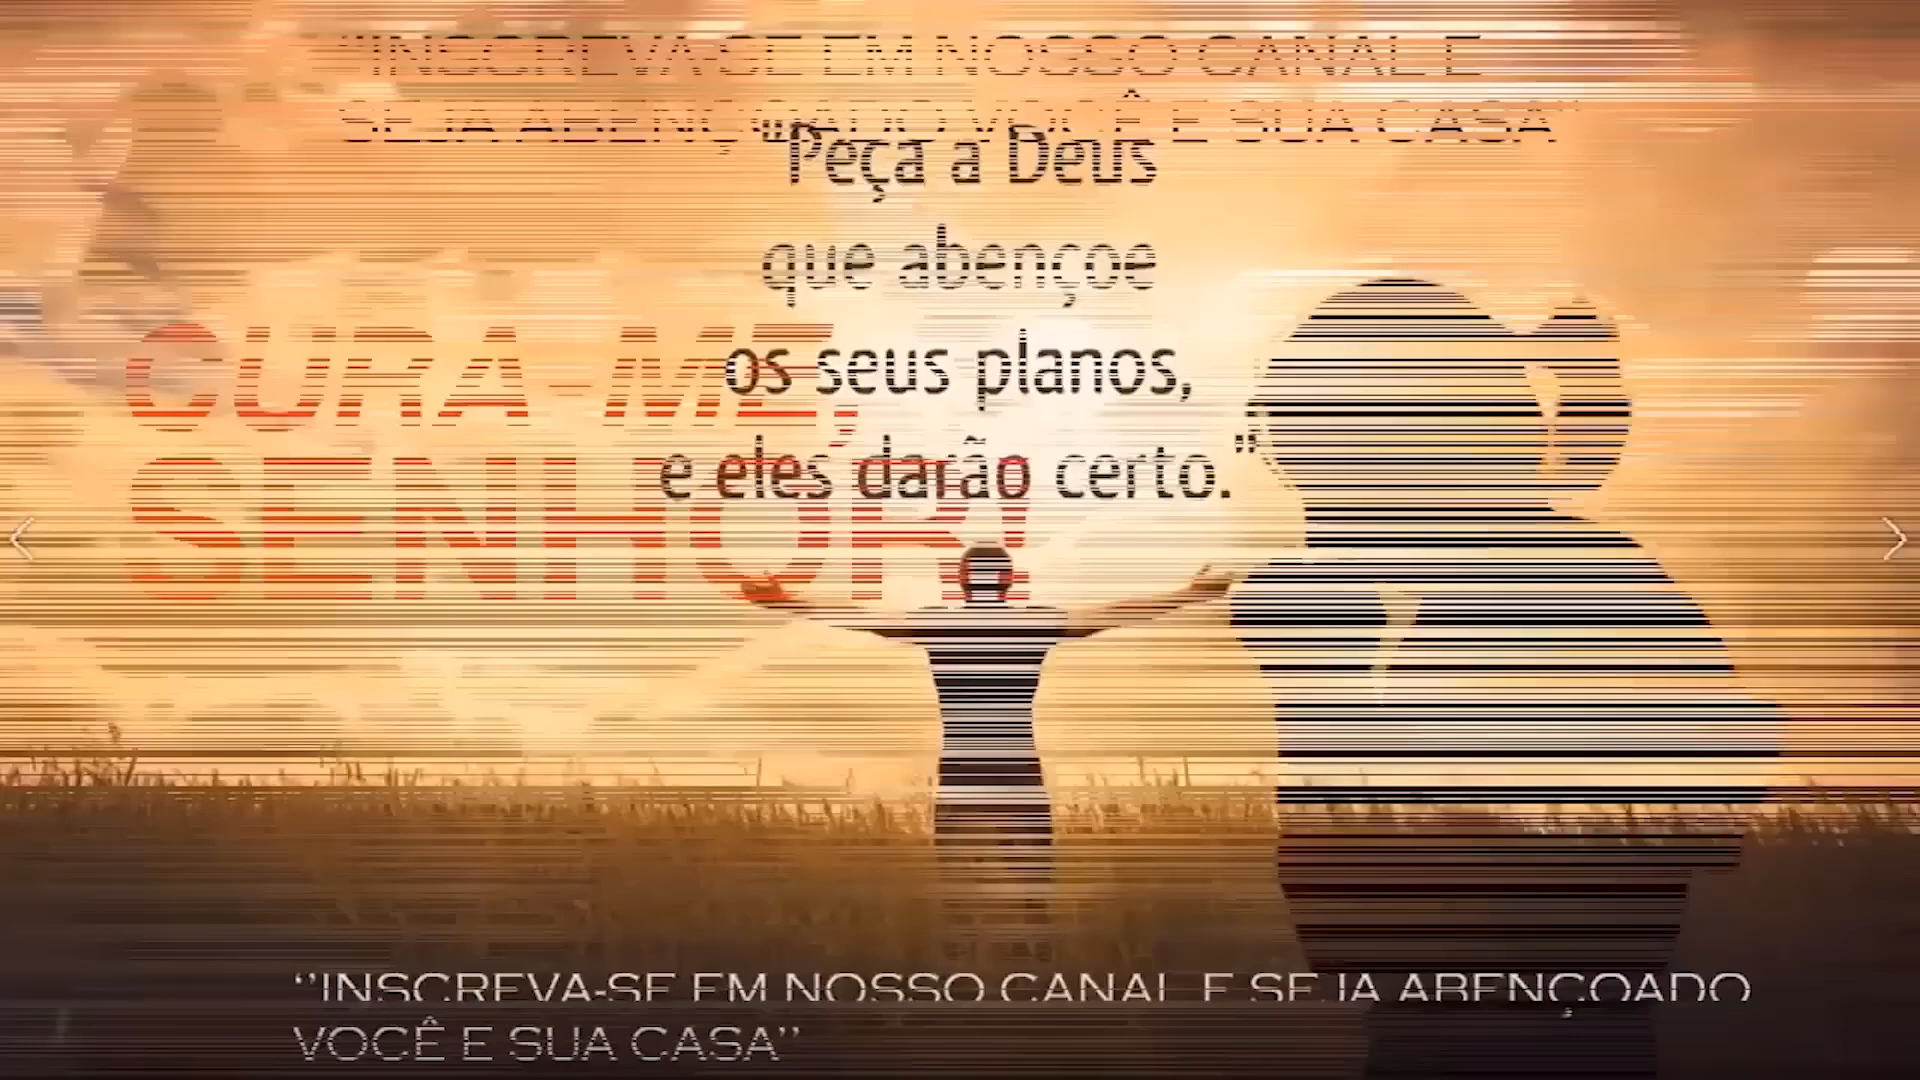 "INSCREVA-SE EM NOSSO CANAL E
SEJA ABENÇOADO VOCÊ E SUA CASA"
"Peça a Deus
que abençoe
os seus planos,
e eles darão certo."
CURA-ME,
SENHOR!
"INSCREVA-SE EM NOSSO CANAL E SEJA ABENÇOADO
VOCÊ E SUA CASA"